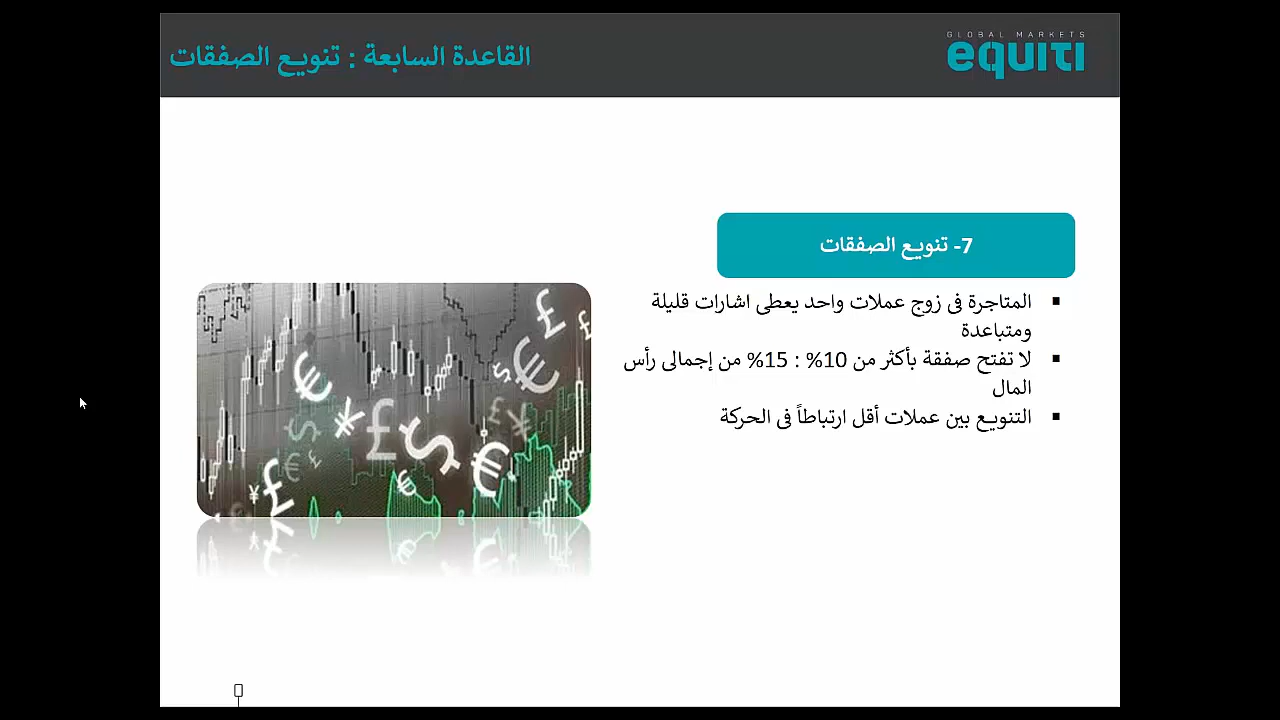 القاعدة السابعة : تنويع الصفقات
GLOBAL MARKETS
equiti
7- تنويع الصفقات
▪ المتاجرة فى زوج عملات واحد يعطى اشارات قليلة
ومتباعدة
▪ لا تفتح صفقة بأكثر من 10% : 15% من إجمالى رأس
المال
▪ التنويع بين عملات أقل ارتباطاً فى الحركة